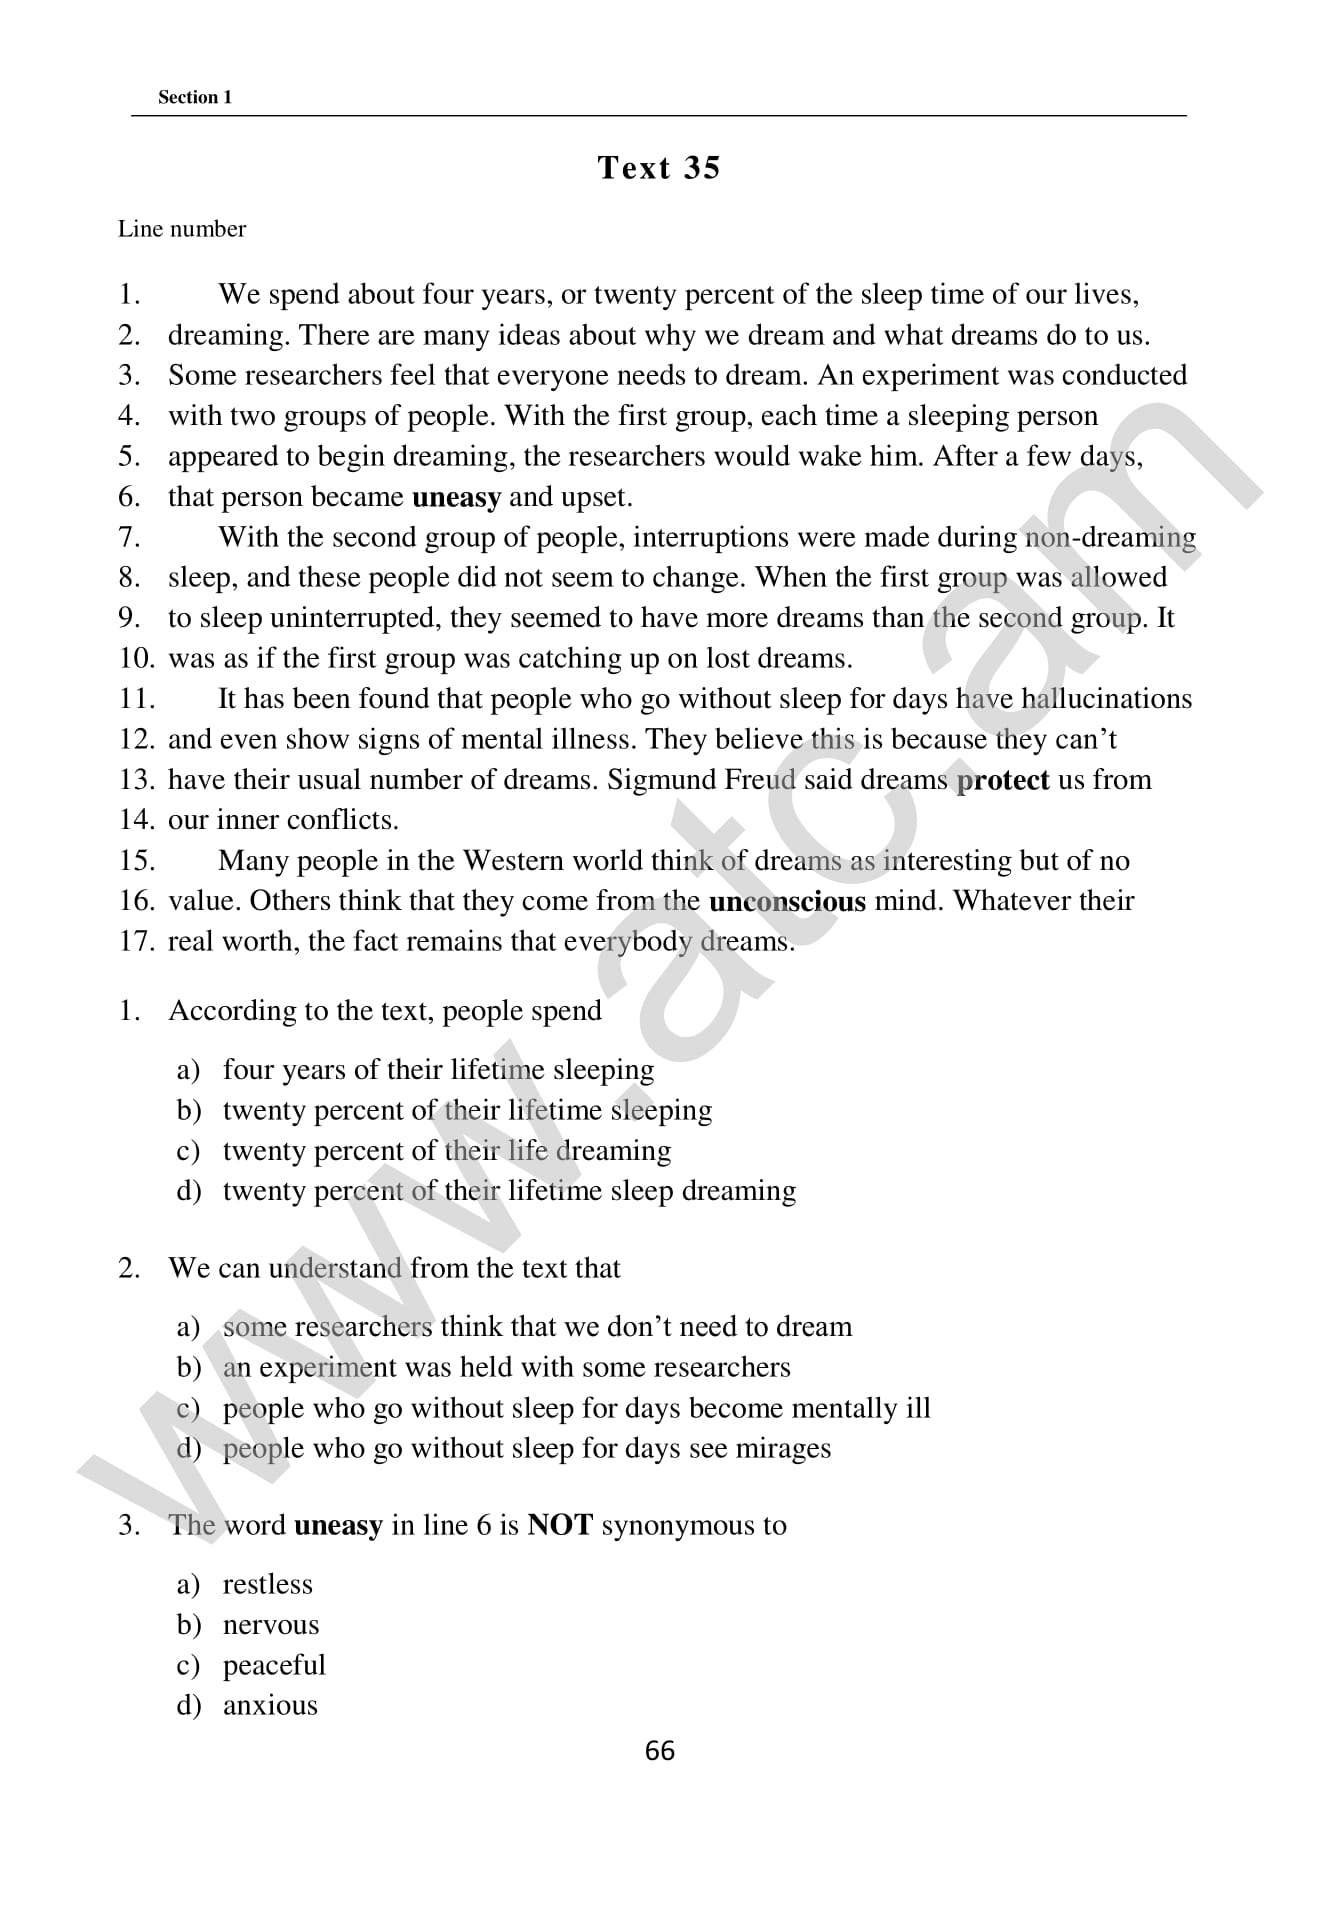 Section 1
Text 35
Line number
1. We spend about four years, or twenty percent of the sleep time of our lives,
2. dreaming. There are many ideas about why we dream and what dreams do to us.
3. Some researchers feel that everyone needs to dream. An experiment was conducted
4. with two groups of people. With the first group, each time a sleeping person
5. appeared to begin dreaming, the researchers would wake him. After a few days,
6. that person became uneasy and upset.
7. With the second group of people, interruptions were made during non-dreaming
8. sleep, and these people did not seem to change. When the first group was allowed
9. to sleep uninterrupted, they seemed to have more dreams than the second group. It
10. was as if the first group was catching up on lost dreams.
11. It has been found that people who go without sleep for days have hallucinations
12. and even show signs of mental illness. They believe this is because they can’t
13. have their usual number of dreams. Sigmund Freud said dreams protect us from
14. our inner conflicts.
15. Many people in the Western world think of dreams as interesting but of no
16. value. Others think that they come from the unconscious mind. Whatever their
17. real worth, the fact remains that everybody dreams.
1. According to the text, people spend
a) four years of their lifetime sleeping
b) twenty percent of their lifetime sleeping
c) twenty percent of their life dreaming
d) twenty percent of their lifetime sleep dreaming
2. We can understand from the text that
a) some researchers think that we don’t need to dream
b) an experiment was held with some researchers
c) people who go without sleep for days become mentally ill
d) people who go without sleep for days see mirages
3. The word uneasy in line 6 is NOT synonymous to
a) restless
b) nervous
c) peaceful
d) anxious
66
www.atc.am